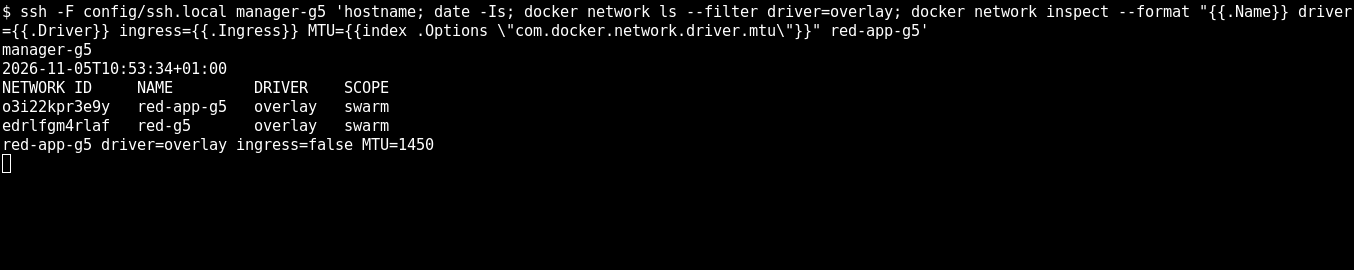 $ ssh -F config/ssh.local manager-g5 'hostname; date -Is; docker network ls --filter driver=overlay; docker network inspect --format "{{.Name}} driver
={{.Driver}} ingress={{.Ingress}} MTU={{index .Options \"com.docker.network.driver.mtu\"}}" red-app-g5'
manager-g5
2026-11-05T10:53:34+01:00
NETWORK ID     NAME         DRIVER    SCOPE
o3i22kpr3e9y   red-app-g5   overlay   swarm
edrlfgm4rlaf   red-g5       overlay   swarm
red-app-g5 driver=overlay ingress=false MTU=1450